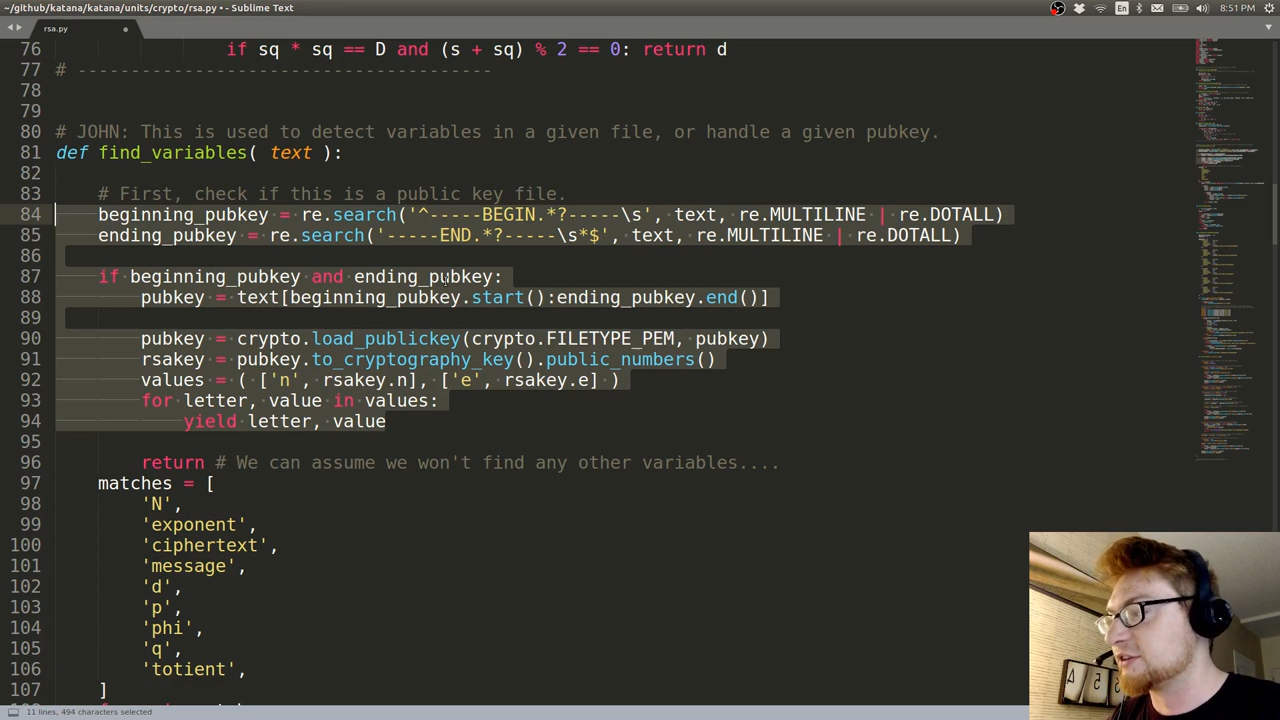 ~/github/katana/katana/units/crypto/rsa.py • - Sublime Text
En
8:51 PM
rsa.py
76 if sq * sq == D and (s + sq) % 2 == 0: return d
77 # ---------------------------------------
78
79
80 # JOHN: This is used to detect variables in a given file, or handle a given pubkey.
81 def find_variables( text ):
82
83 # First, check if this is a public key file.
84 beginning_pubkey = re.search('^-----BEGIN.*?-----\s', text, re.MULTILINE | re.DOTALL)
85 ending_pubkey = re.search('-----END.*?-----\s*$', text, re.MULTILINE | re.DOTALL)
86
87 if beginning_pubkey and ending_pubkey:
88 pubkey = text[beginning_pubkey.start():ending_pubkey.end()]
89
90 pubkey = crypto.load_publickey(crypto.FILETYPE_PEM, pubkey)
91 rsakey = pubkey.to_cryptography_key().public_numbers()
92 values = ( ['n', rsakey.n], ['e', rsakey.e] )
93 for letter, value in values:
94 yield letter, value
95
96 return # We can assume we won't find any other variables....
97 matches = [
98 'N',
99 'exponent',
100 'ciphertext',
101 'message',
102 'd',
103 'p',
104 'phi',
105 'q',
106 'totient',
107 ]
11 lines, 494 characters selected